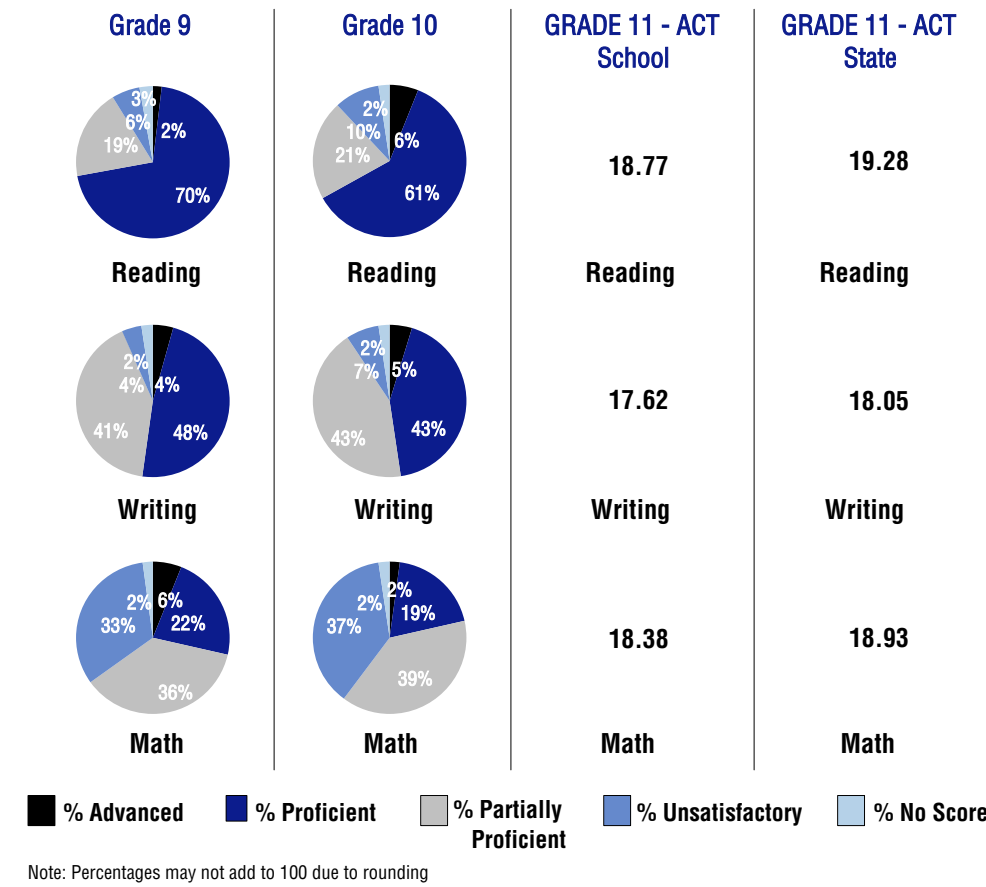 Grade 9
Grade 10
GRADE 11 - ACT
School
GRADE 11 - ACT
State
3%
6%
19%
2%
70%
2%
10%
21%
6%
61%
18.77
19.28
Reading
Reading
Reading
Reading
2%
4%
4%
41%
48%
2%
7%
5%
43%
43%
17.62
18.05
Writing
Writing
Writing
Writing
2%
6%
33%
22%
36%
2%
2%
37%
19%
39%
18.38
18.93
Math
Math
Math
Math
% Advanced
% Proficient
% Partially
Proficient
% Unsatisfactory
% No Score
Note: Percentages may not add to 100 due to rounding